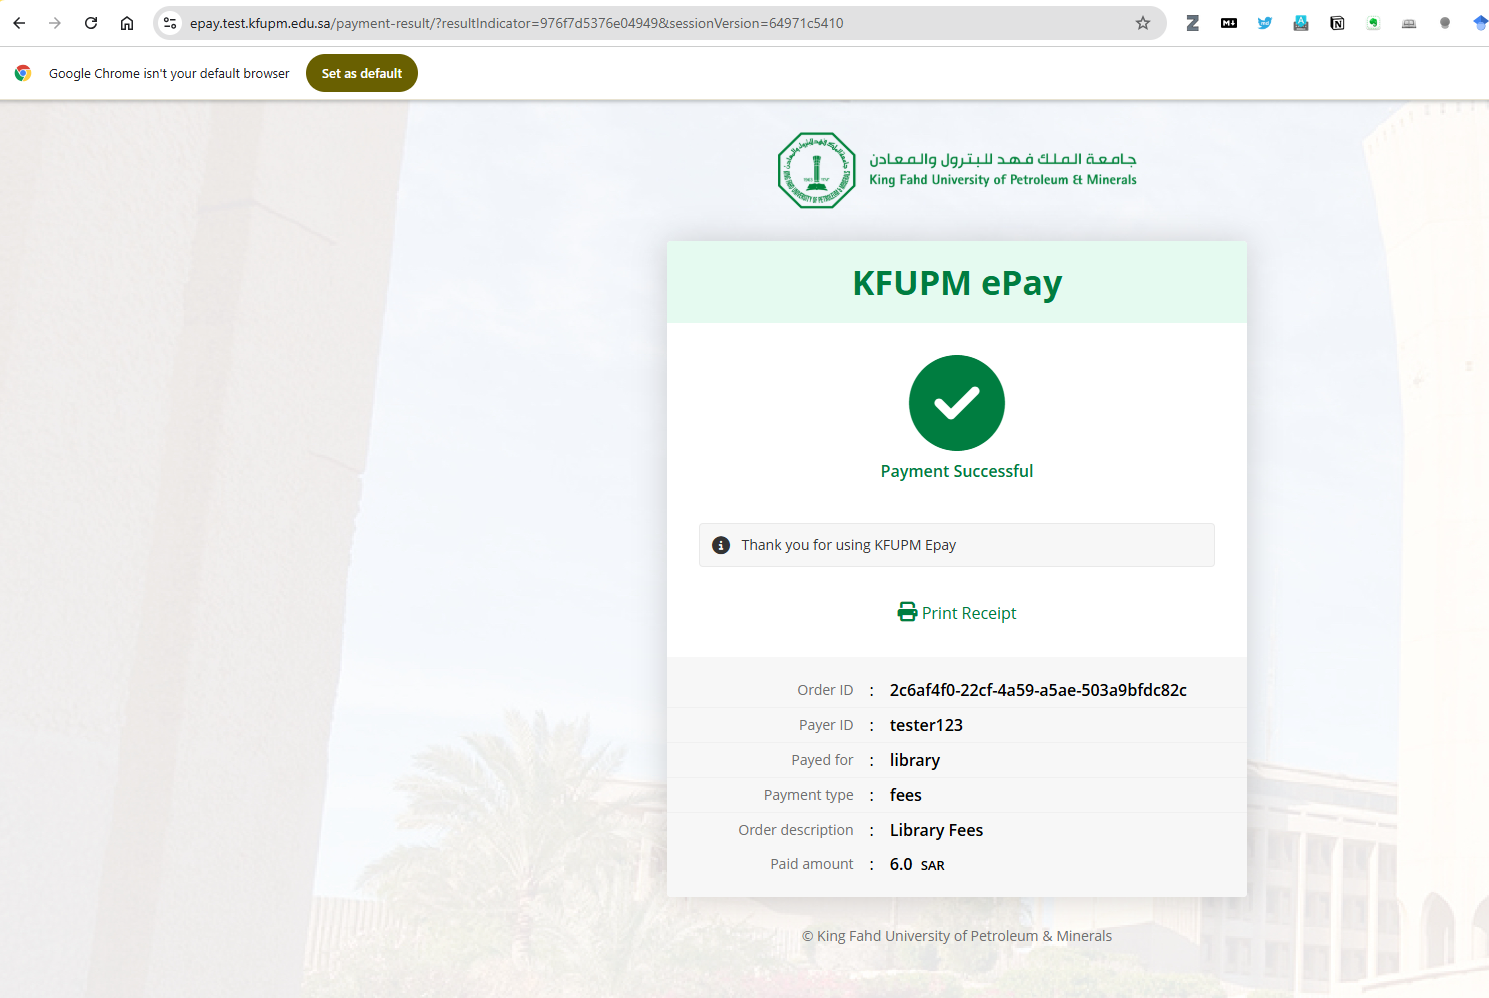 epay.test.kfupm.edu.sa/payment-result/?resultIndicator=976f7d5376e04949&sessionVersion=64971c5410
Google Chrome isn't your default browser
Set as default
جامعة الملك فهد للبترول والمعادن
King Fahd University of Petroleum & Minerals
KFUPM ePay
Payment Successful
Thank you for using KFUPM Epay
Print Receipt
Order ID : 2c6af4f0-22cf-4a59-a5ae-503a9bfdc82c
Payer ID : tester123
Payed for : library
Payment type : fees
Order description : Library Fees
Paid amount : 6.0 SAR
© King Fahd University of Petroleum & Minerals